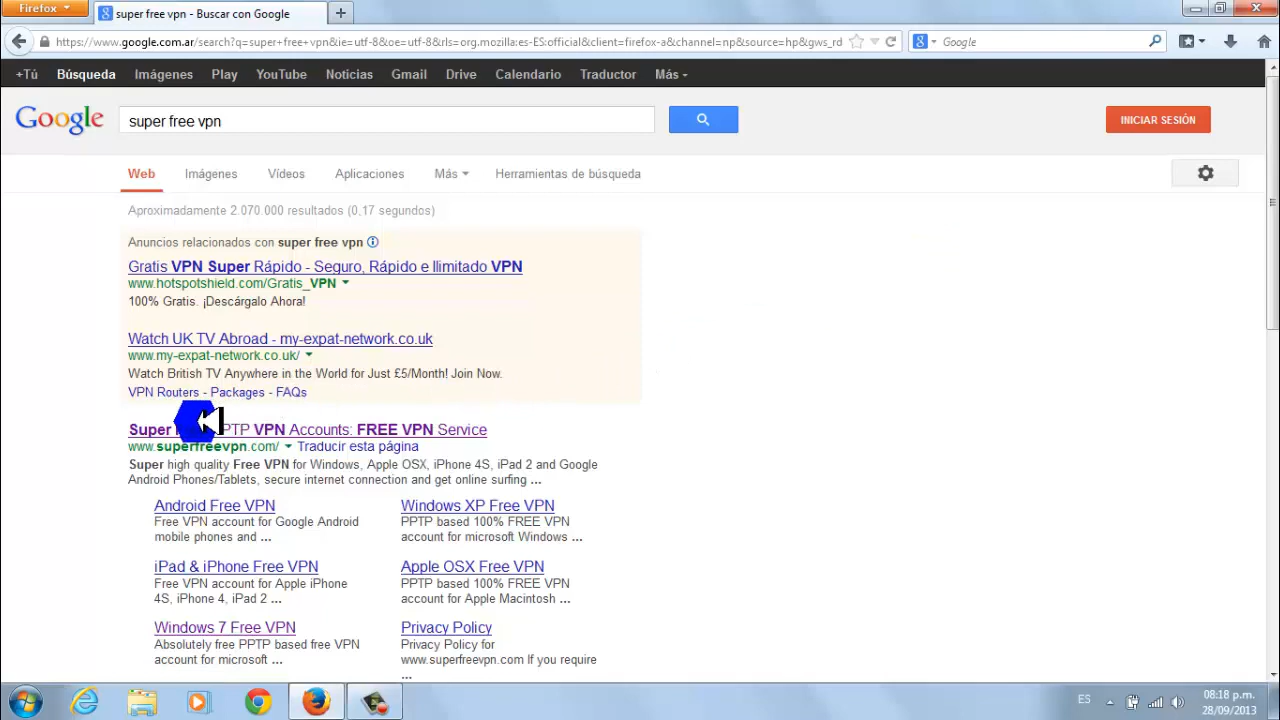 Firefox
super free vpn - Buscar con Google
https://www.google.com.ar/search?q=super+free+vpn&ie=utf-8&oe=utf-8&rls=org.mozilla:es-ES:official&client=firefox-a&channel=np&source=hp&gws_rd
Google
+Tú Búsqueda Imágenes Play YouTube Noticias Gmail Drive Calendario Traductor Más
Google
super free vpn
INICIAR SESIÓN
Web Imágenes Vídeos Aplicaciones Más Herramientas de búsqueda
Aproximadamente 2.070.000 resultados (0,17 segundos)
Anuncios relacionados con super free vpn
Gratis VPN Super Rápido - Seguro, Rápido e Ilimitado VPN
www.hotspotshield.com/Gratis_VPN
100% Gratis. ¡Descárgalo Ahora!
Watch UK TV Abroad - my-expat-network.co.uk
www.my-expat-network.co.uk/
Watch British TV Anywhere in the World for Just £5/Month! Join Now.
VPN Routers - Packages - FAQs
Super PPTP VPN Accounts: FREE VPN Service
www.superfreevpn.com/ Traducir esta página
Super high quality Free VPN for Windows, Apple OSX, iPhone 4S, iPad 2 and Google
Android Phones/Tablets, secure internet connection and get online surfing ...
Android Free VPN
Free VPN account for Google Android
mobile phones and ...
Windows XP Free VPN
PPTP based 100% FREE VPN
account for microsoft Windows ...
iPad & iPhone Free VPN
Free VPN account for Apple iPhone
4S, iPhone 4, iPad 2 ...
Apple OSX Free VPN
PPTP based 100% FREE VPN
account for Apple Macintosh ...
Windows 7 Free VPN
Absolutely free PPTP based free VPN
account for microsoft ...
Privacy Policy
Privacy Policy for
www.superfreevpn.com If you require
...
ES
08:18 p.m.
28/09/2013